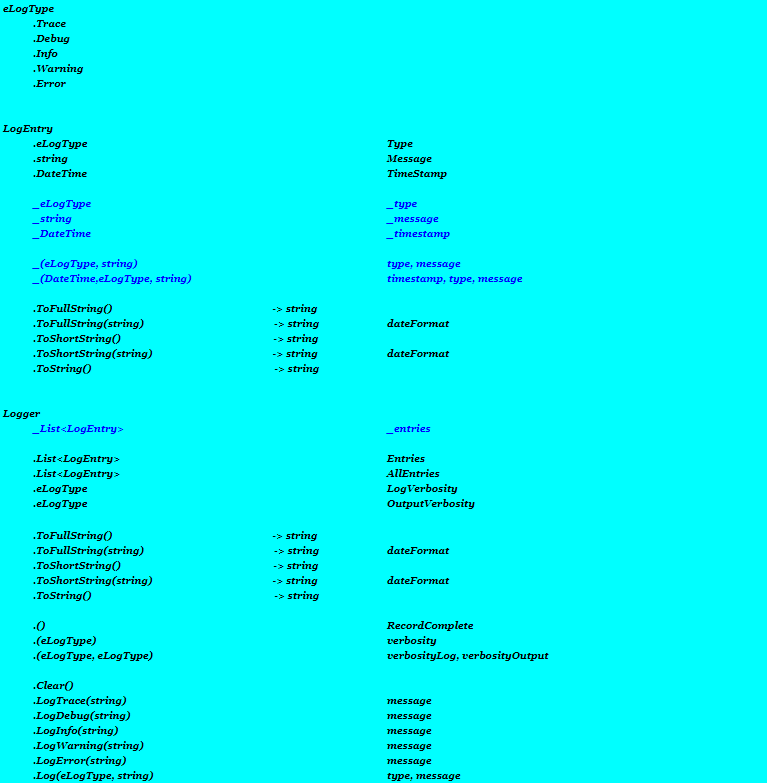 eLogType
.Trace
.Debug
.Info
.Warning
.Error
LogEntry
.eLogType Type
.string Message
.DateTime TimeStamp
_eLogType _type
_string _message
_DateTime _timestamp
_(eLogType, string) type, message
_(DateTime,eLogType, string) timestamp, type, message
.ToFullString() -> string
.ToFullString(string) -> string dateFormat
.ToShortString() -> string
.ToShortString(string) -> string dateFormat
.ToString() -> string
Logger
_List<LogEntry> _entries
.List<LogEntry> Entries
.List<LogEntry> AllEntries
.eLogType LogVerbosity
.eLogType OutputVerbosity
.ToFullString() -> string
.ToFullString(string) -> string dateFormat
.ToShortString() -> string
.ToShortString(string) -> string dateFormat
.ToString() -> string
.() RecordComplete
.(eLogType) verbosity
.(eLogType, eLogType) verbosityLog, verbosityOutput
.Clear()
.LogTrace(string) message
.LogDebug(string) message
.LogInfo(string) message
.LogWarning(string) message
.LogError(string) message
.Log(eLogType, string) type, message